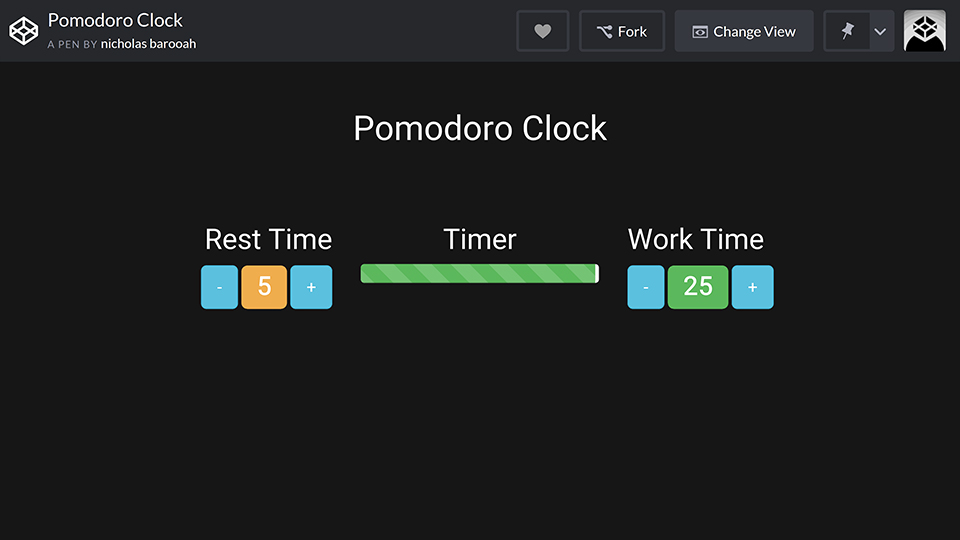 Pomodoro Clock
A PEN BY nicholas barooah
Fork
Change View
Pomodoro Clock
Rest Time
Timer
Work Time
- 5 +
- 25 +